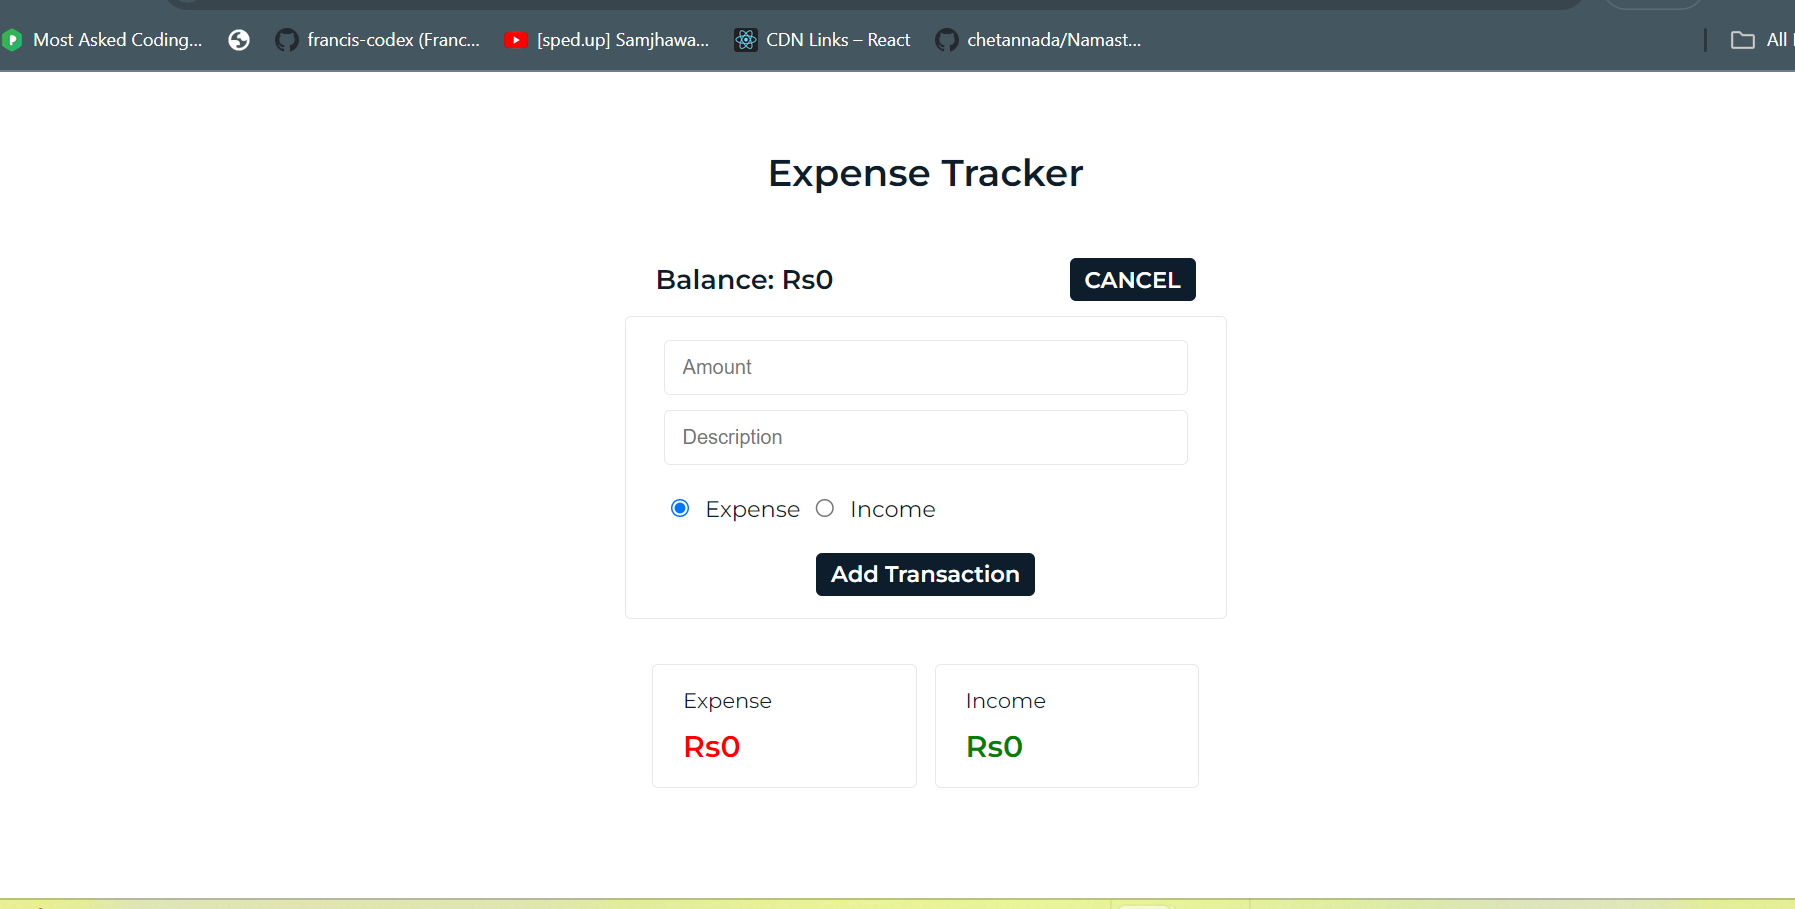 Most Asked Coding... francis-codex (Franc... [sped.up] Samjhawa... CDN Links – React chetannada/Namast... All
Expense Tracker
Balance: Rs0 CANCEL
Amount
Description
Expense Income
Add Transaction
Expense Income
Rs0 Rs0